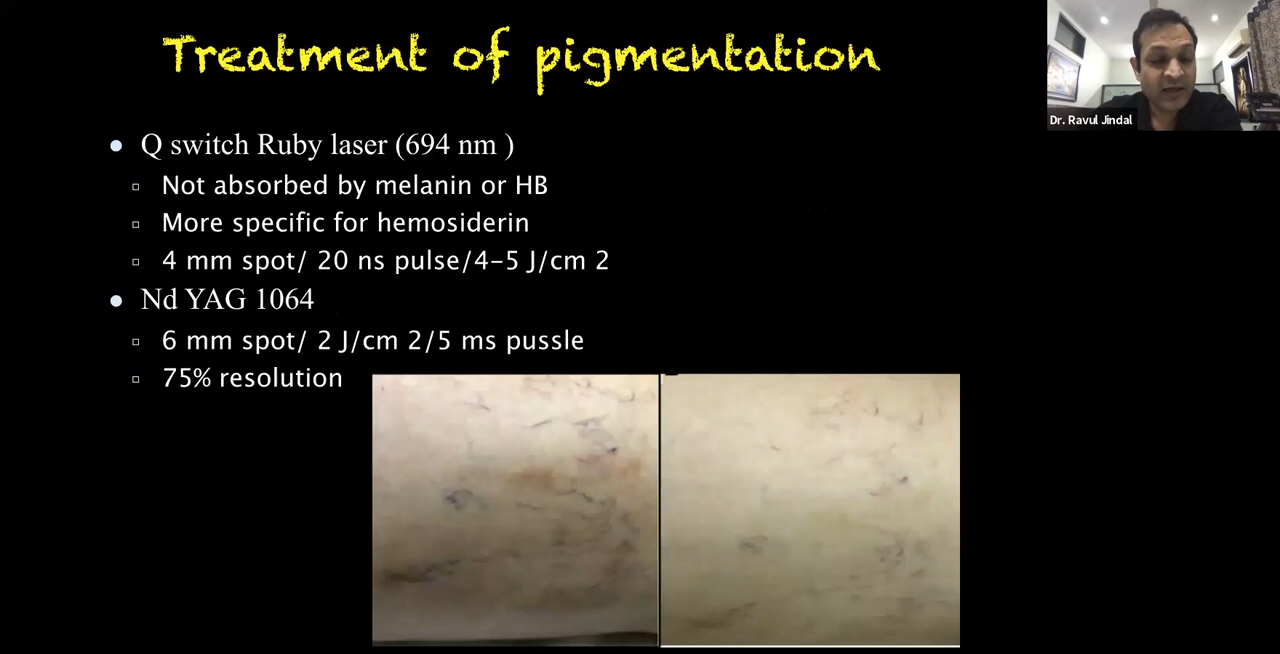 Treatment of pigmentation
Dr. Ravul Jindal
Q switch Ruby laser (694 nm )
Not absorbed by melanin or HB
More specific for hemosiderin
4 mm spot/ 20 ns pulse/4-5 J/cm 2
Nd YAG 1064
6 mm spot/ 2 J/cm 2/5 ms pussle
75% resolution